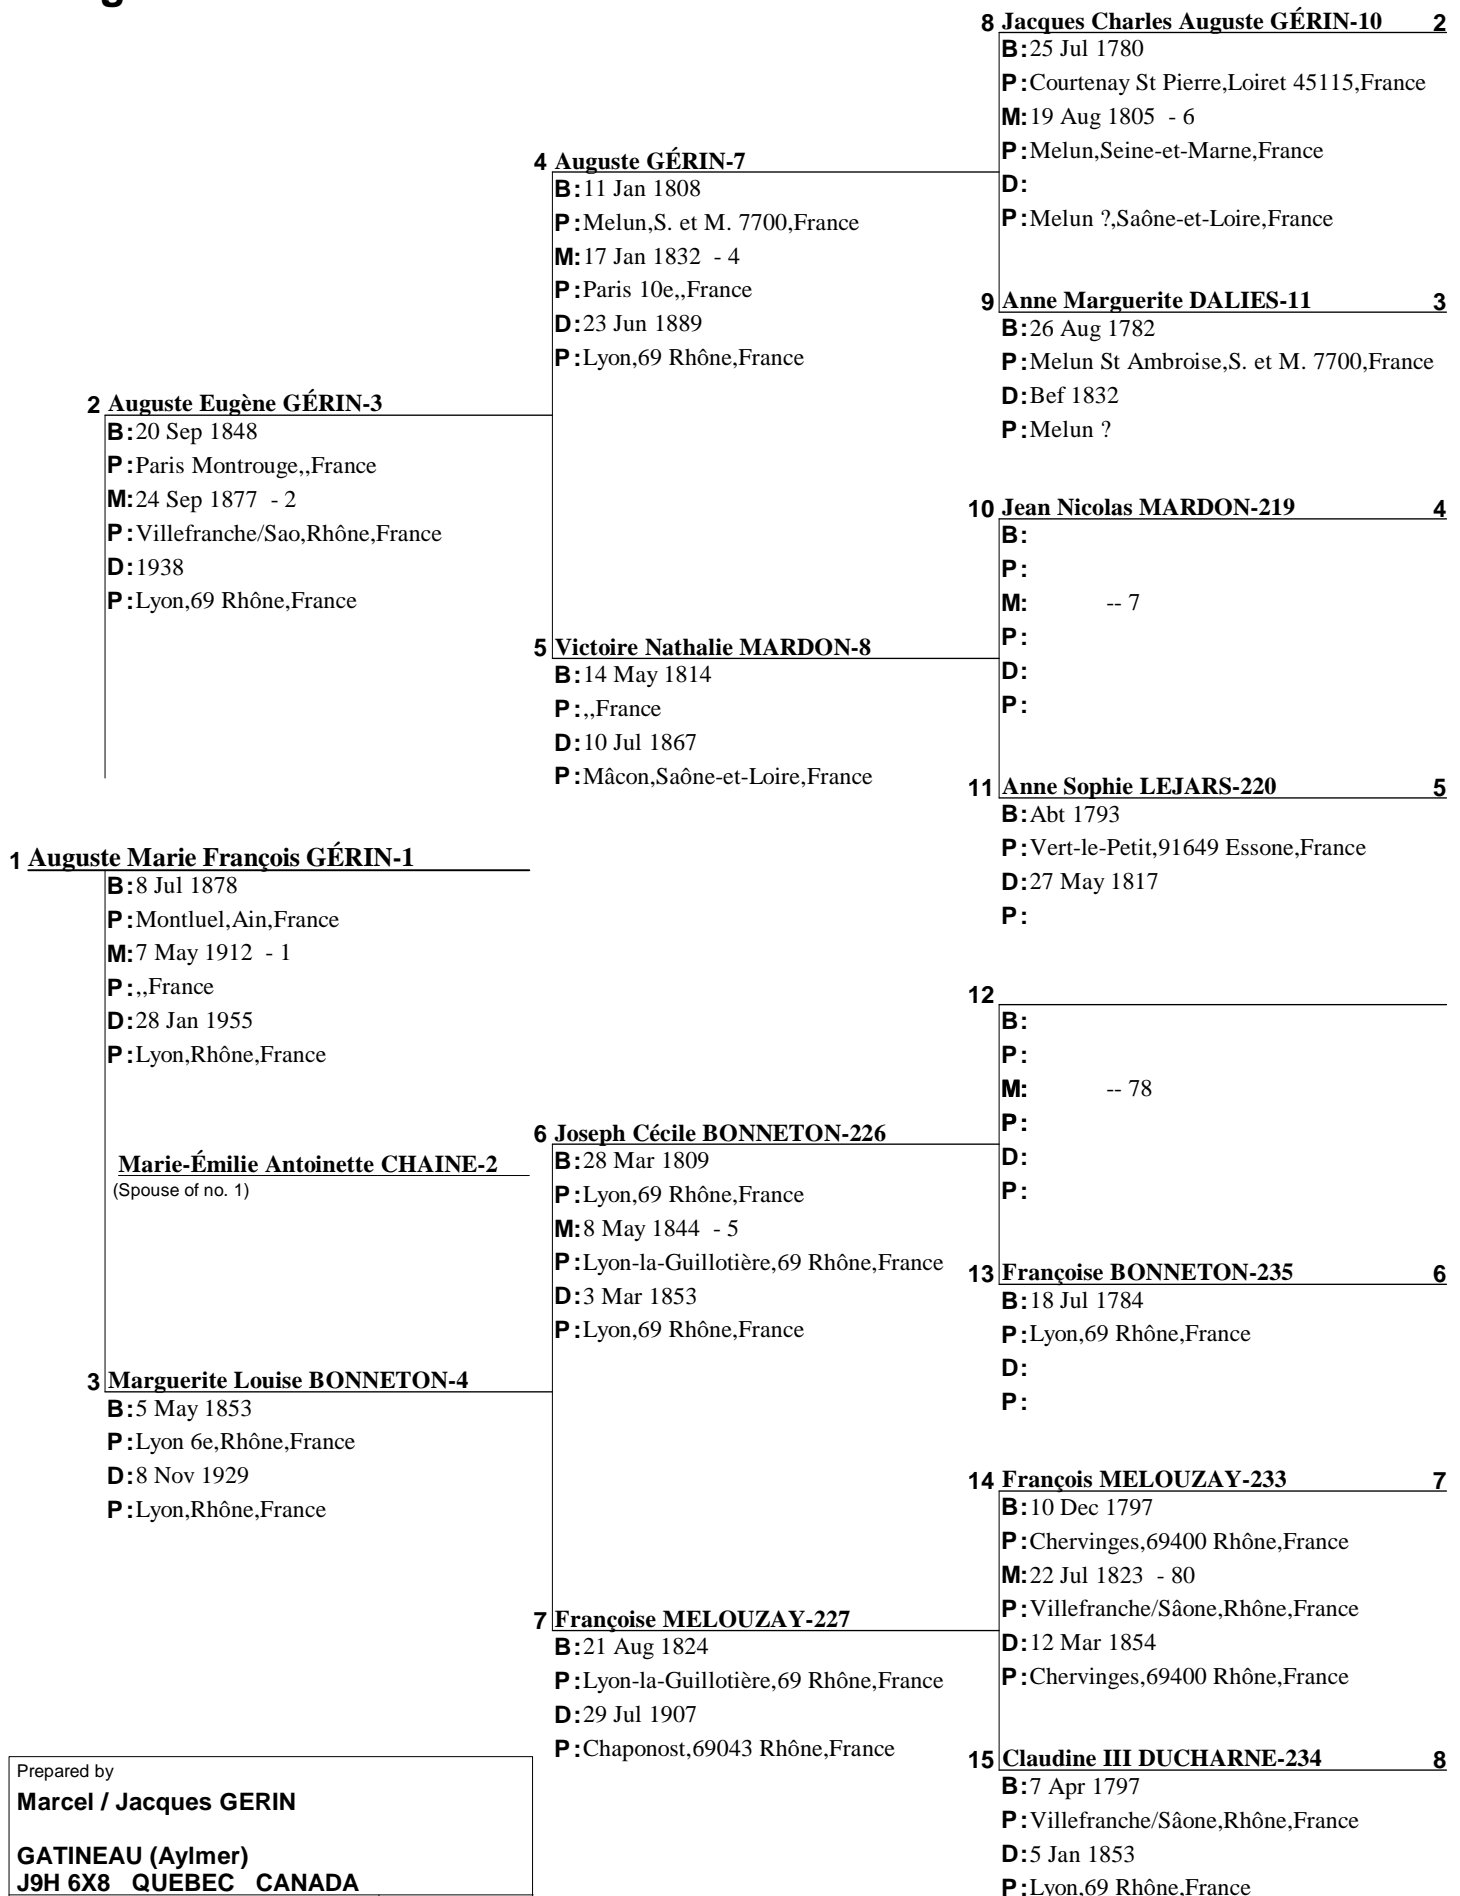 8 Jacques Charles Auguste GÉRIN-10 2
B: 25 Jul 1780
P: Courtenay St Pierre,Loiret 45115,France
M: 19 Aug 1805 - 6
P: Melun,Seine-et-Marne,France
D:
P: Melun ?,Saône-et-Loire,France
4 Auguste GÉRIN-7
B: 11 Jan 1808
P: Melun,S. et M. 7700,France
M: 17 Jan 1832 - 4
P: Paris 10e,,France
D: 23 Jun 1889
P: Lyon,69 Rhône,France
9 Anne Marguerite DALIES-11 3
B: 26 Aug 1782
P: Melun St Ambroise,S. et M. 7700,France
D: Bef 1832
P: Melun ?
2 Auguste Eugène GÉRIN-3
B: 20 Sep 1848
P: Paris Montrouge,,France
M: 24 Sep 1877 - 2
P: Villefranche/Sao,Rhône,France
D: 1938
P: Lyon,69 Rhône,France
10 Jean Nicolas MARDON-219 4
B:
P:
M: -- 7
P:
D:
P:
5 Victoire Nathalie MARDON-8
B: 14 May 1814
P: ,,France
D: 10 Jul 1867
P: Mâcon,Saône-et-Loire,France
11 Anne Sophie LEJARS-220 5
B: Abt 1793
P: Vert-le-Petit,91649 Essone,France
D: 27 May 1817
P:
1 Auguste Marie François GÉRIN-1
B: 8 Jul 1878
P: Montluel,Ain,France
M: 7 May 1912 - 1
P: ,,France
D: 28 Jan 1955
P: Lyon,Rhône,France
Marie-Émilie Antoinette CHAINE-2
(Spouse of no. 1)
12
B:
P:
M: -- 78
P:
D:
P:
6 Joseph Cécile BONNETON-226
B: 28 Mar 1809
P: Lyon,69 Rhône,France
M: 8 May 1844 - 5
P: Lyon-la-Guillotière,69 Rhône,France
D: 3 Mar 1853
P: Lyon,69 Rhône,France
13 Françoise BONNETON-235 6
B: 18 Jul 1784
P: Lyon,69 Rhône,France
D:
P:
3 Marguerite Louise BONNETON-4
B: 5 May 1853
P: Lyon 6e,Rhône,France
D: 8 Nov 1929
P: Lyon,Rhône,France
14 François MELOUZAY-233 7
B: 10 Dec 1797
P: Chervinges,69400 Rhône,France
M: 22 Jul 1823 - 80
P: Villefranche/Sâone,Rhône,France
D: 12 Mar 1854
P: Chervinges,69400 Rhône,France
7 Françoise MELOUZAY-227
B: 21 Aug 1824
P: Lyon-la-Guillotière,69 Rhône,France
D: 29 Jul 1907
P: Chaponost,69043 Rhône,France
15 Claudine III DUCHARNE-234 8
B: 7 Apr 1797
P: Villefranche/Sâone,Rhône,France
D: 5 Jan 1853
P: Lyon,69 Rhône,France
Prepared by
Marcel / Jacques GERIN
GATINEAU (Aylmer)
J9H 6X8 QUEBEC CANADA